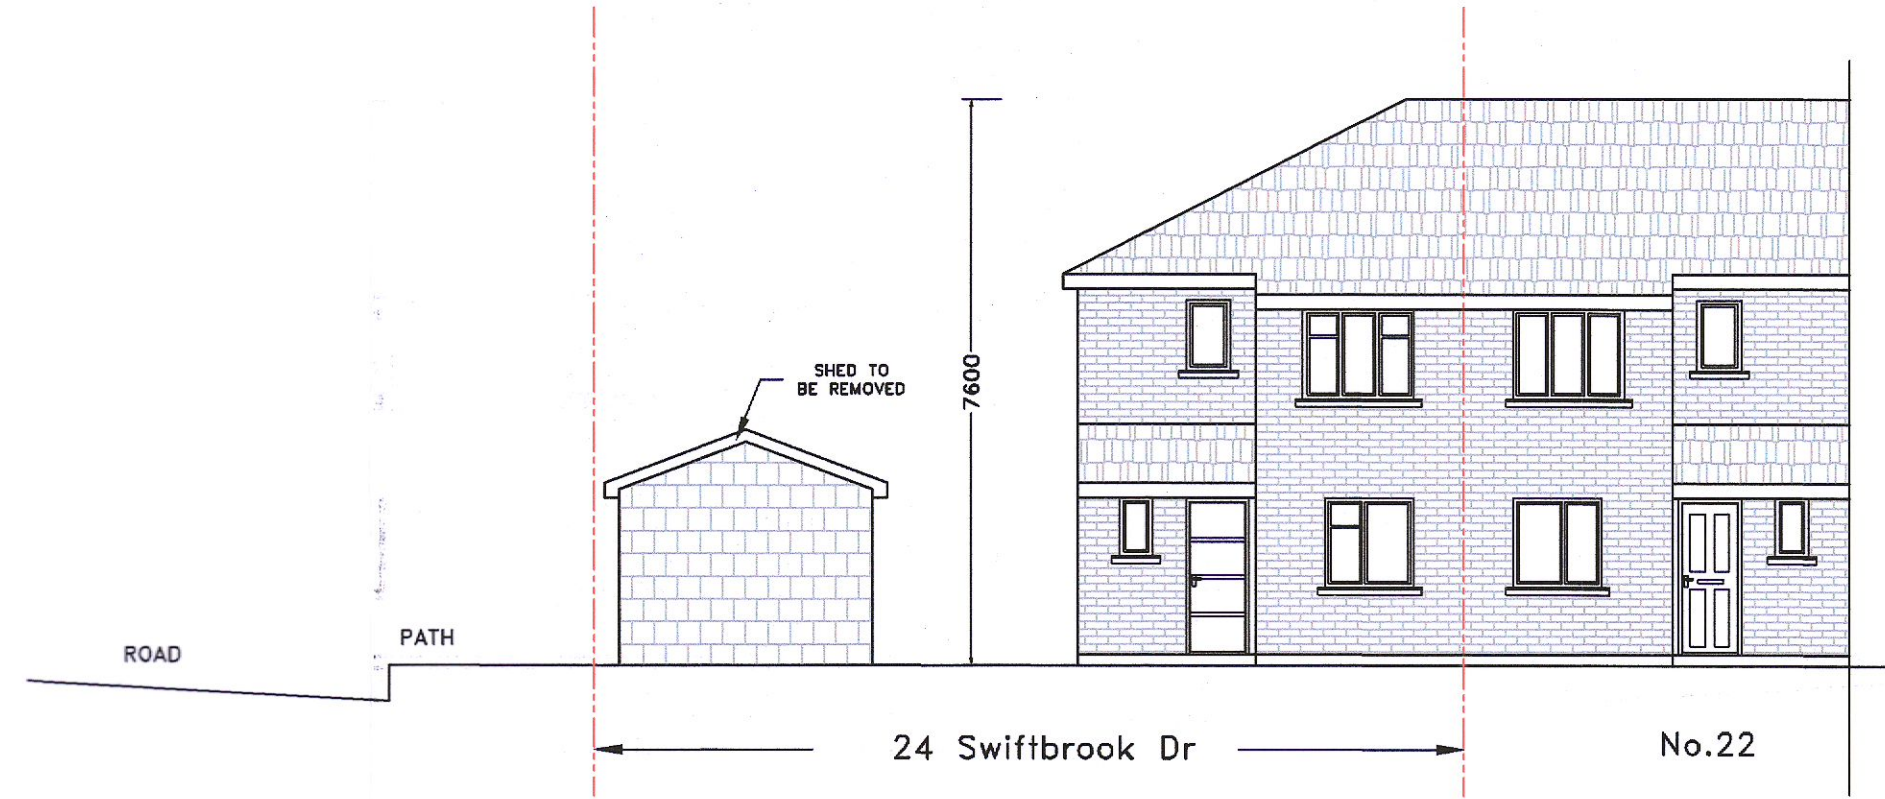 SHED TO
BE REMOVED
7600
PATH
ROAD
24 Swiftbrook Dr
No.22